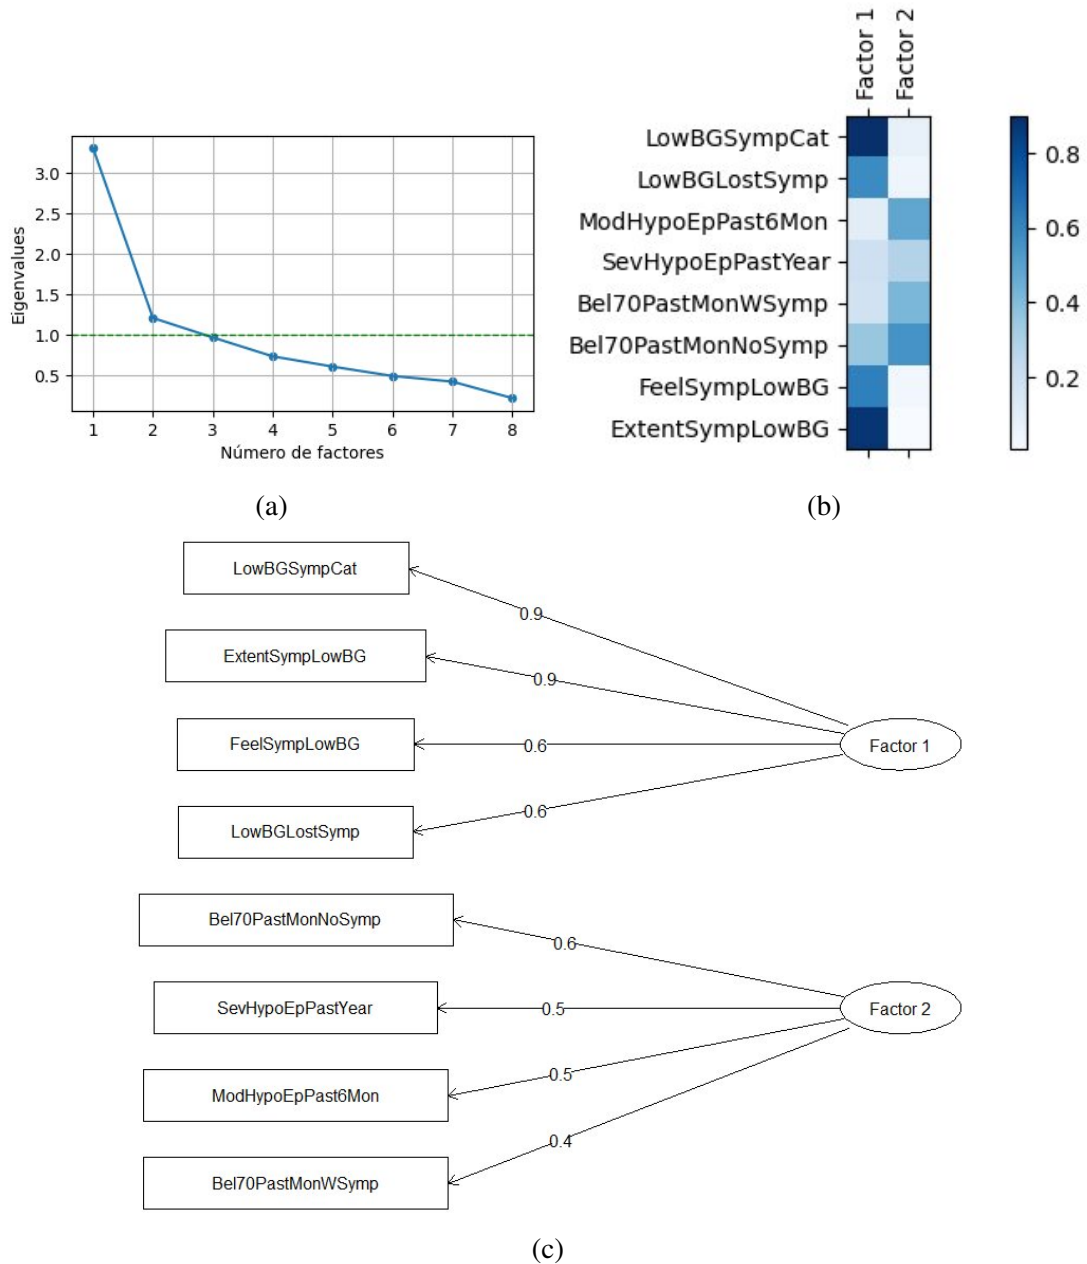 Eigenvalues
3.0
2.5
2.0
1.5
1.0
0.5
1 2 3 4 5 6 7 8
Número de factores
(a)
Factor 1
Factor 2
LowBGSympCat
LowBGLostSymp
ModHypoEpPast6Mon
SevHypoEpPastYear
Bel70PastMonWSymp
Bel70PastMonNoSymp
FeelSympLowBG
ExtentSympLowBG
0.8
0.6
0.4
0.2
(b)
LowBGSympCat
0.9
ExtentSympLowBG
0.9
FeelSympLowBG
0.6
Factor 1
LowBGLostSymp
0.6
Bel70PastMonNoSymp
0.6
SevHypoEpPastYear
0.5
Factor 2
ModHypoEpPast6Mon
0.5
Bel70PastMonWSymp
0.4
(c)